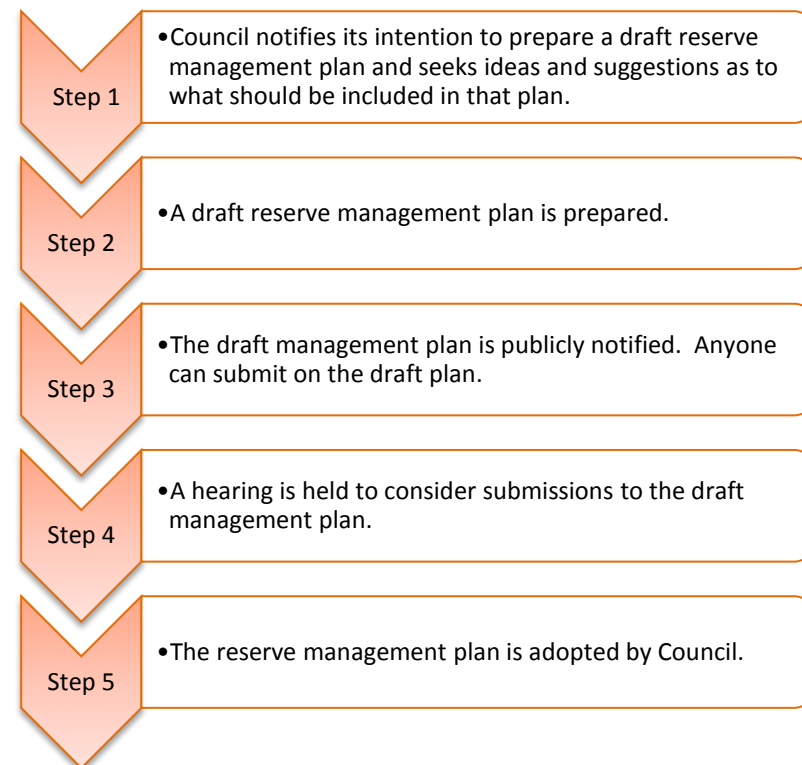 Step 1
•Council notifies its intention to prepare a draft reserve
management plan and seeks ideas and suggestions as to
what should be included in that plan.
Step 2
•A draft reserve management plan is prepared.
Step 3
•The draft management plan is publicly notified.  Anyone
can submit on the draft plan.
Step 4
•A hearing is held to consider submissions to the draft
management plan.
Step 5
•The reserve management plan is adopted by Council.